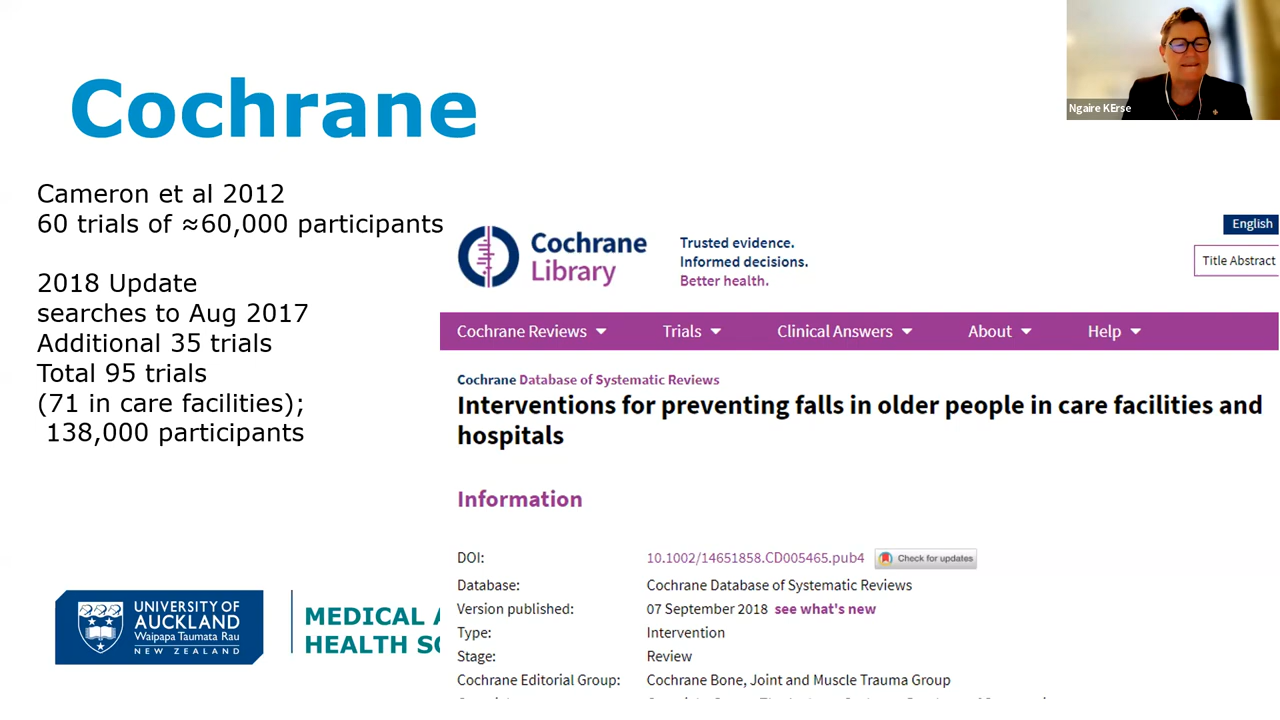 Cochrane
Ngaire KErse
Cameron et al 2012
60 trials of ≈60,000 participants
2018 Update
searches to Aug 2017
Additional 35 trials
Total 95 trials
(71 in care facilities);
138,000 participants
Cochrane
Library
Trusted evidence.
Informed decisions.
Better health.
English
Title Abstract
Cochrane Reviews
Trials
Clinical Answers
About
Help
Cochrane Database of Systematic Reviews
Interventions for preventing falls in older people in care facilities and
hospitals
Information
DOI: 10.1002/14651858.CD005465.pub4 Check for updates
Database: Cochrane Database of Systematic Reviews
Version published: 07 September 2018 see what's new
Type: Intervention
Stage: Review
Cochrane Editorial Group: Cochrane Bone, Joint and Muscle Trauma Group
UNIVERSITY OF
AUCKLAND
Waipapa Taumata Rau
NEW ZEALAND
MEDICAL A
HEALTH SC